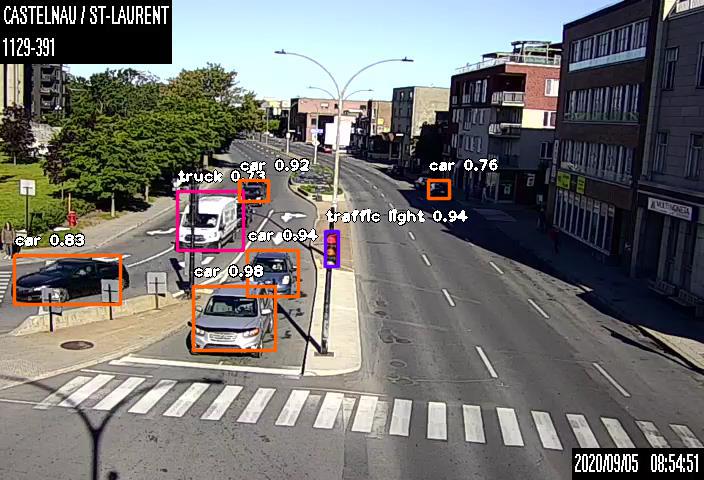 CASTELNAU / ST-LAURENT
1129-391
car 0.92
car 0.76
truck 0.73
traffic light 0.94
car 0.94
car 0.83
car 0.98
2020/09/05 08:54:51